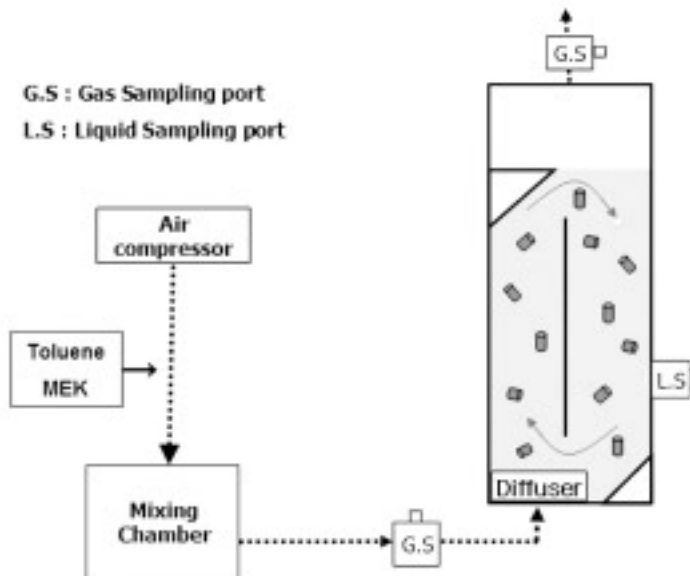 G.S
G.S : Gas Sampling port
L.S : Liquid Sampling port
Air
compressor
Toluene
MEK
L.S
Diffuser
Mixing
Chamber
G.S